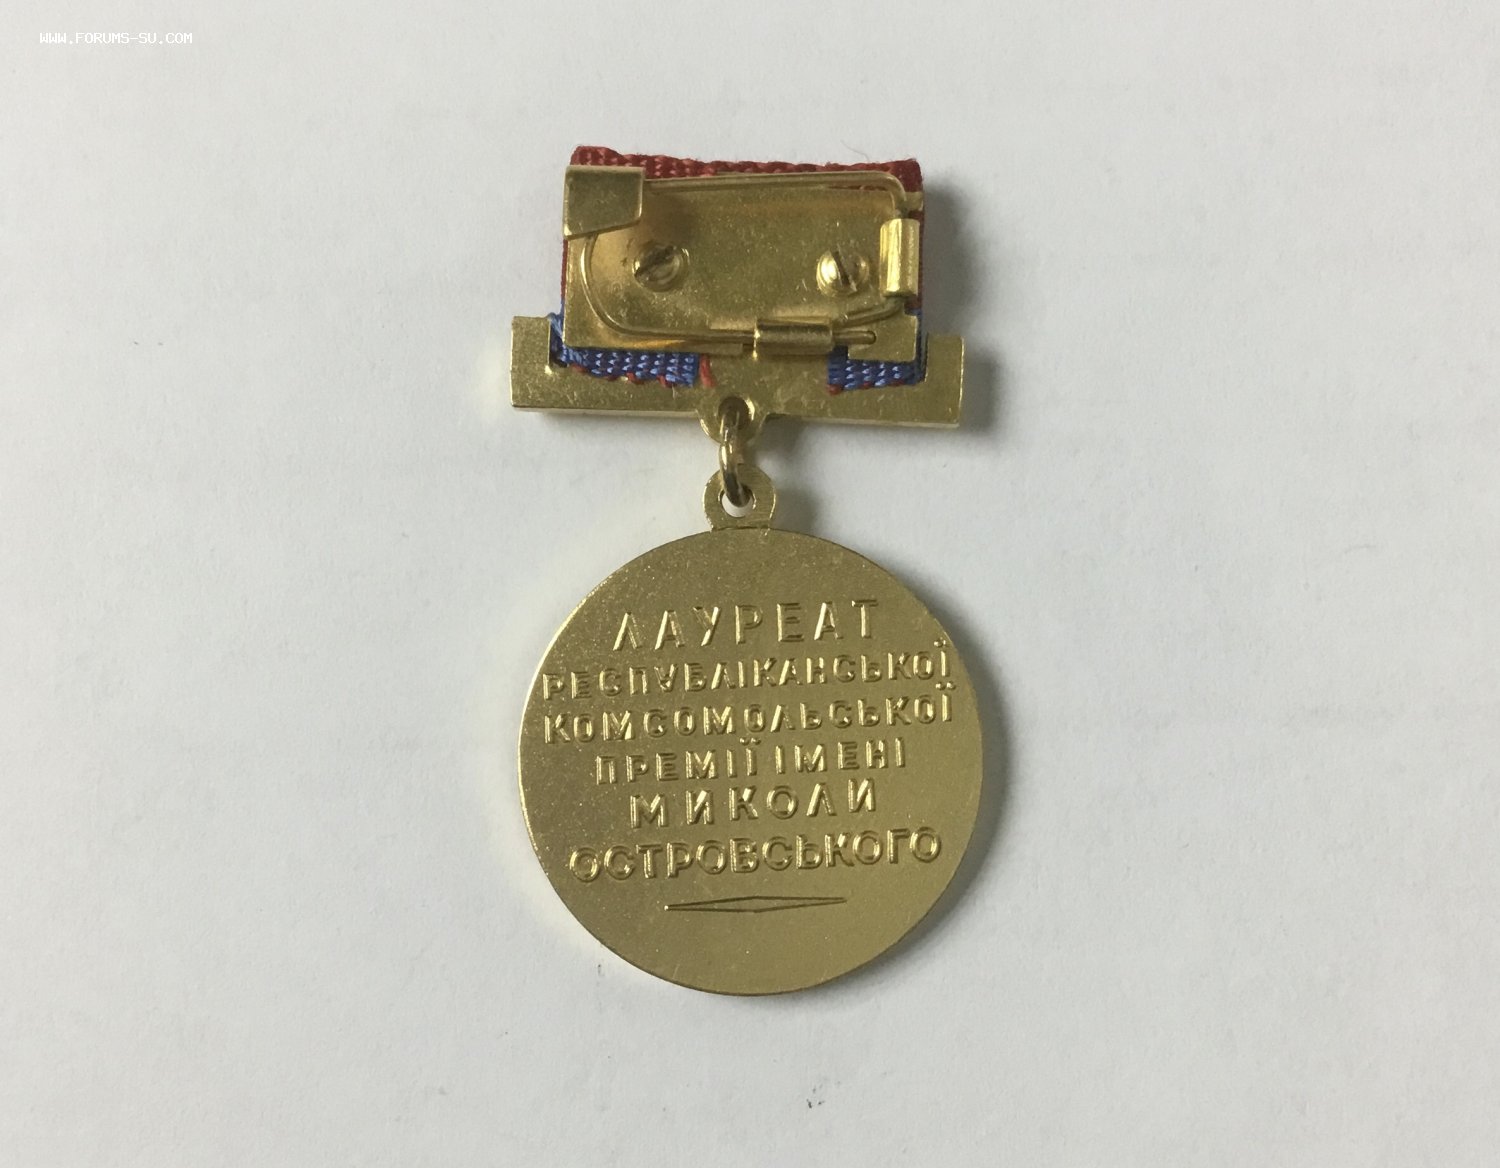 WWW.FORUMS-SU.COM
ЛАУРЕАТ
РЕСПУБЛІКАНСЬКОЇ
КОМСОМОЛЬСЬКОЇ
ПРЕМІЇ ІМЕНІ
МИКОЛИ
ОСТРОВСЬКОГО